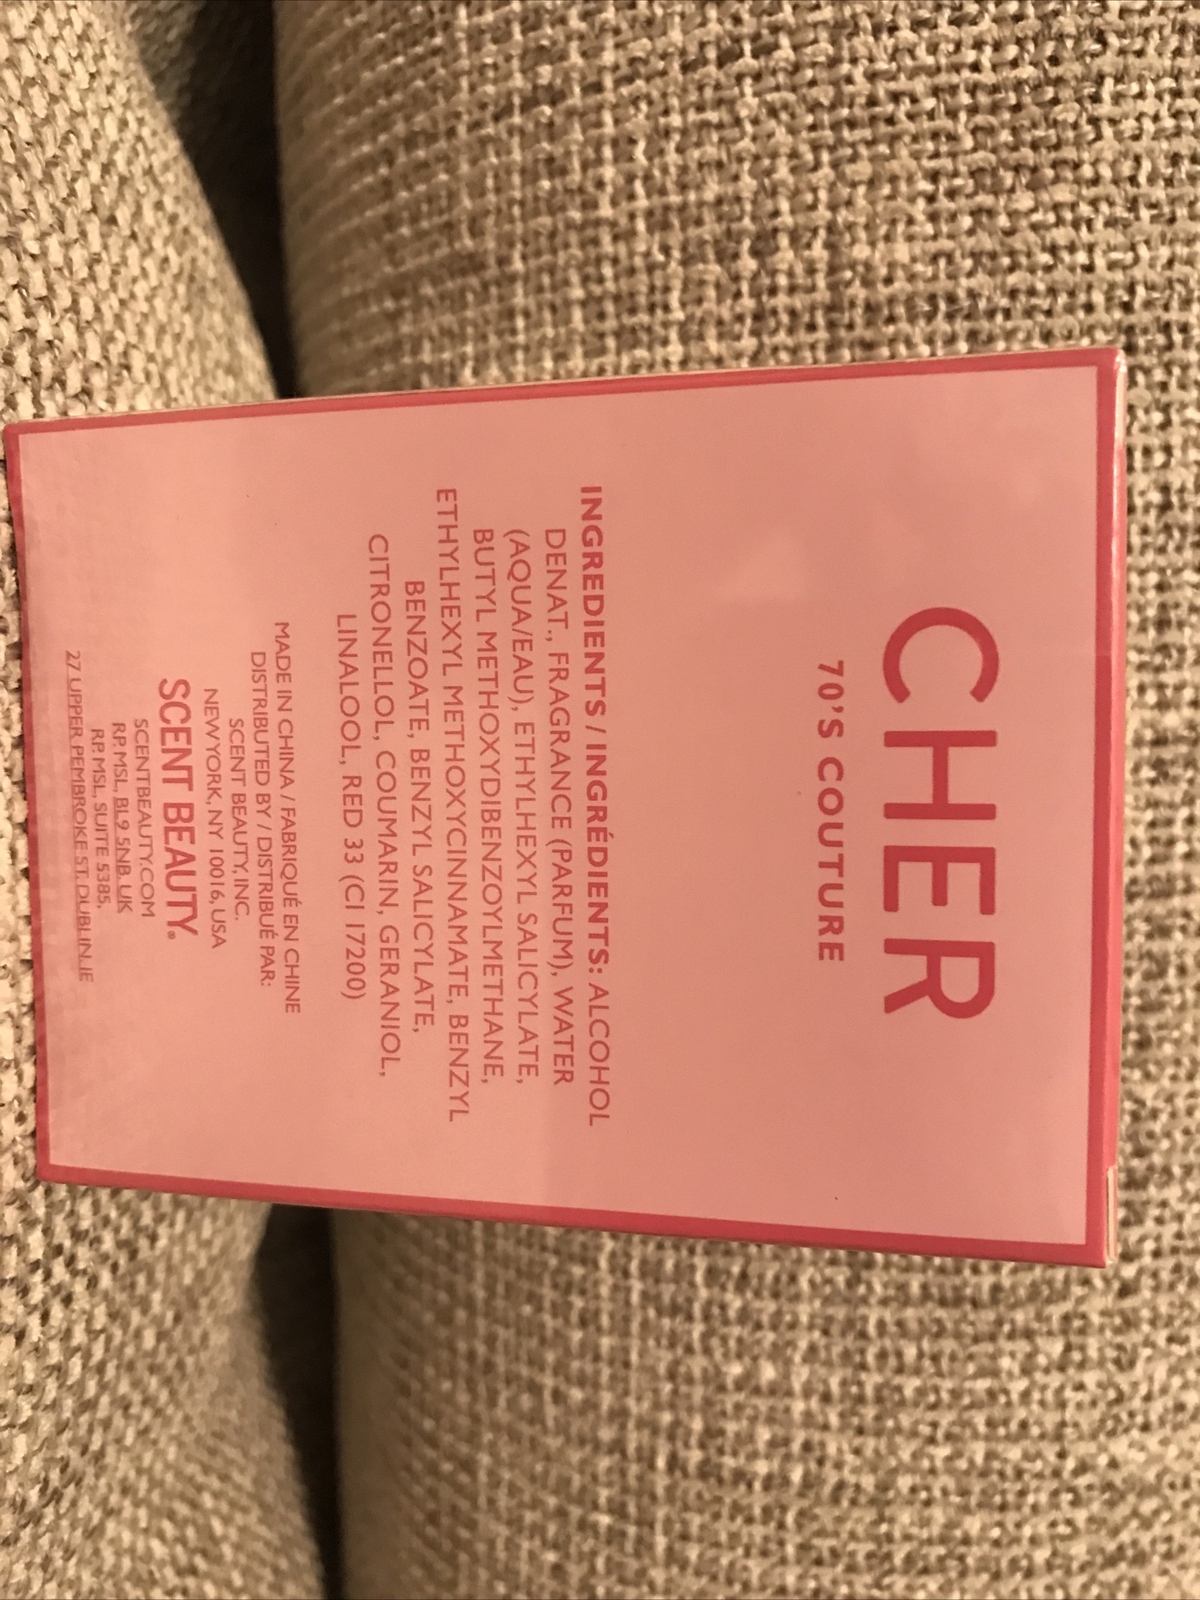 CHER
70'S COUTURE
INGREDIENTS / INGRÉDIENTS: ALCOHOL
DENAT., FRAGRANCE (PARFUM), WATER
(AQUA/EAU), ETHYLHEXYL SALICYLATE,
BUTYL METHOXYDIBENZOYLMETHANE,
ETHYLHEXYL METHOXYCINNAMATE, BENZYL
BENZOATE, BENZYL SALICYLATE,
CITRONELLOL, COUMARIN, GERANIOL,
LINALOOL, RED 33 (CI 17200)
MADE IN CHINA / FABRIQUÉ EN CHINE
DISTRIBUTED BY / DISTRIBUÉ PAR:
SCENT BEAUTY, INC.
NEW YORK, NY 10016, USA
SCENT BEAUTY®
SCENTBEAUTY.COM
RP. MSL, BL9 5NB. UK
RP. MSL, SUITE 5385,
27 UPPER PEMBROKE ST, DUBLIN.IE